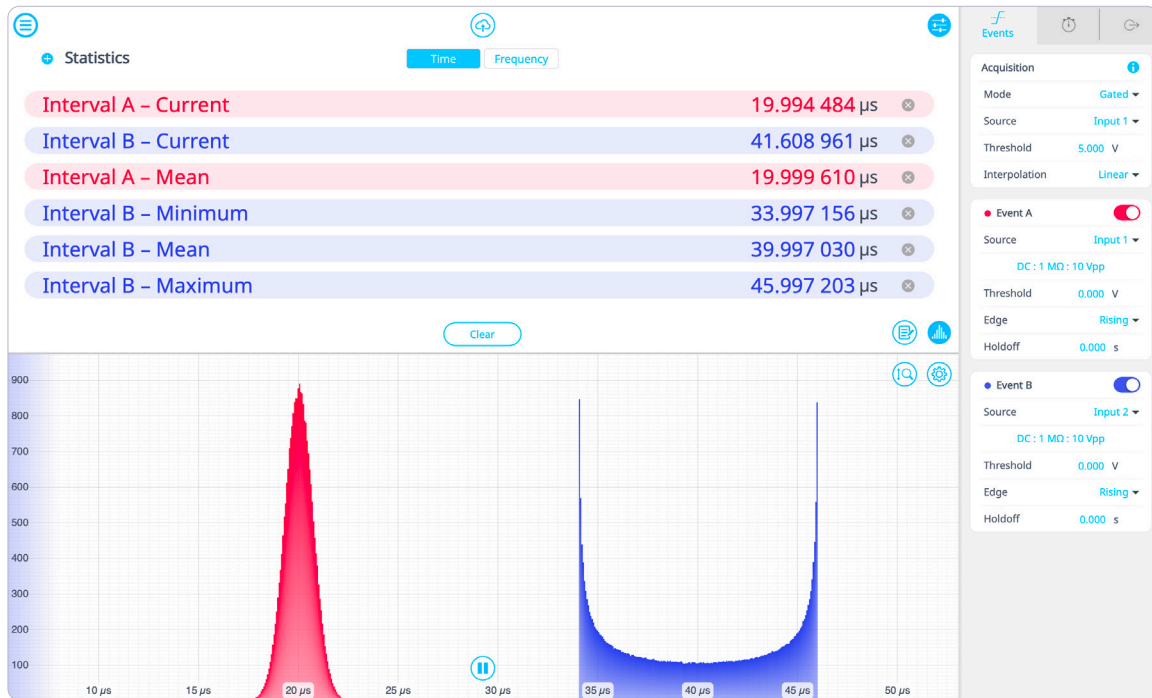 Statistics
Time
Frequency
Interval A – Current 19.994 484 µs
Interval B – Current 41.608 961 µs
Interval A – Mean 19.999 610 µs
Interval B – Minimum 33.997 156 µs
Interval B – Mean 39.997 030 µs
Interval B – Maximum 45.997 203 µs
Clear
900
800
700
600
500
400
300
200
100
10 µs 15 µs 20 µs 25 µs 30 µs 35 µs 40 µs 45 µs 50 µs
Events
Acquisition
Mode Gated
Source Input 1
Threshold 5.000 V
Interpolation Linear
Event A
Source Input 1
DC : 1 MΩ : 10 Vpp
Threshold 0.000 V
Edge Rising
Holdoff 0.000 s
Event B
Source Input 2
DC : 1 MΩ : 10 Vpp
Threshold 0.000 V
Edge Rising
Holdoff 0.000 s